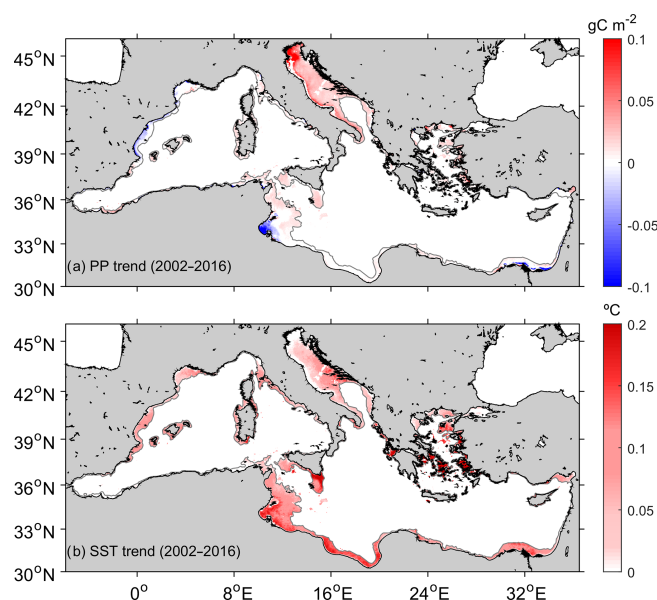 gC m⁻²
45°N
42°N
39°N
36°N
33°N
30°N
(a) PP trend (2002–2016)
0.1
0.05
0
-0.05
-0.1
ºC
45°N
42°N
39°N
36°N
33°N
30°N
(b) SST trend (2002–2016)
0.2
0.15
0.1
0.05
0
0° 8°E 16°E 24°E 32°E